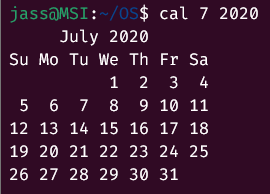 jass@MSI:~/OS$ cal 7 2020
     July 2020
Su Mo Tu We Th Fr Sa
          1  2  3  4
 5  6  7  8  9 10 11
12 13 14 15 16 17 18
19 20 21 22 23 24 25
26 27 28 29 30 31